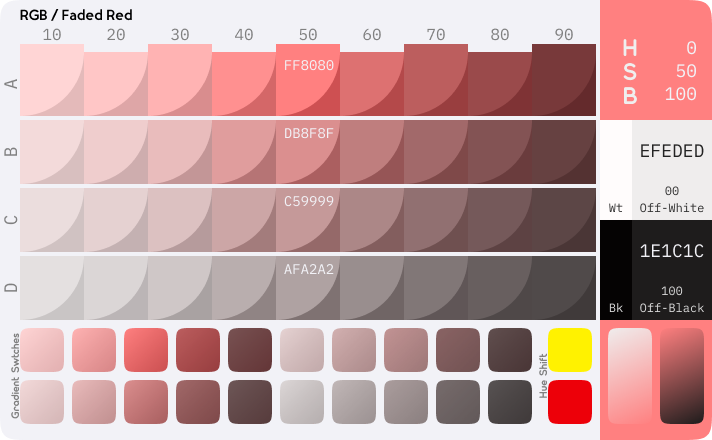 RGB / Faded Red
10 20 30 40 50 60 70 80 90
A
FF8080
B
DB8F8F
C
C59999
D
AFA2A2
H 0
S 50
B 100
EFEDED
00
Wt Off-White
1E1C1C
100
Bk Off-Black
Gradient Swtches
Hue Shift